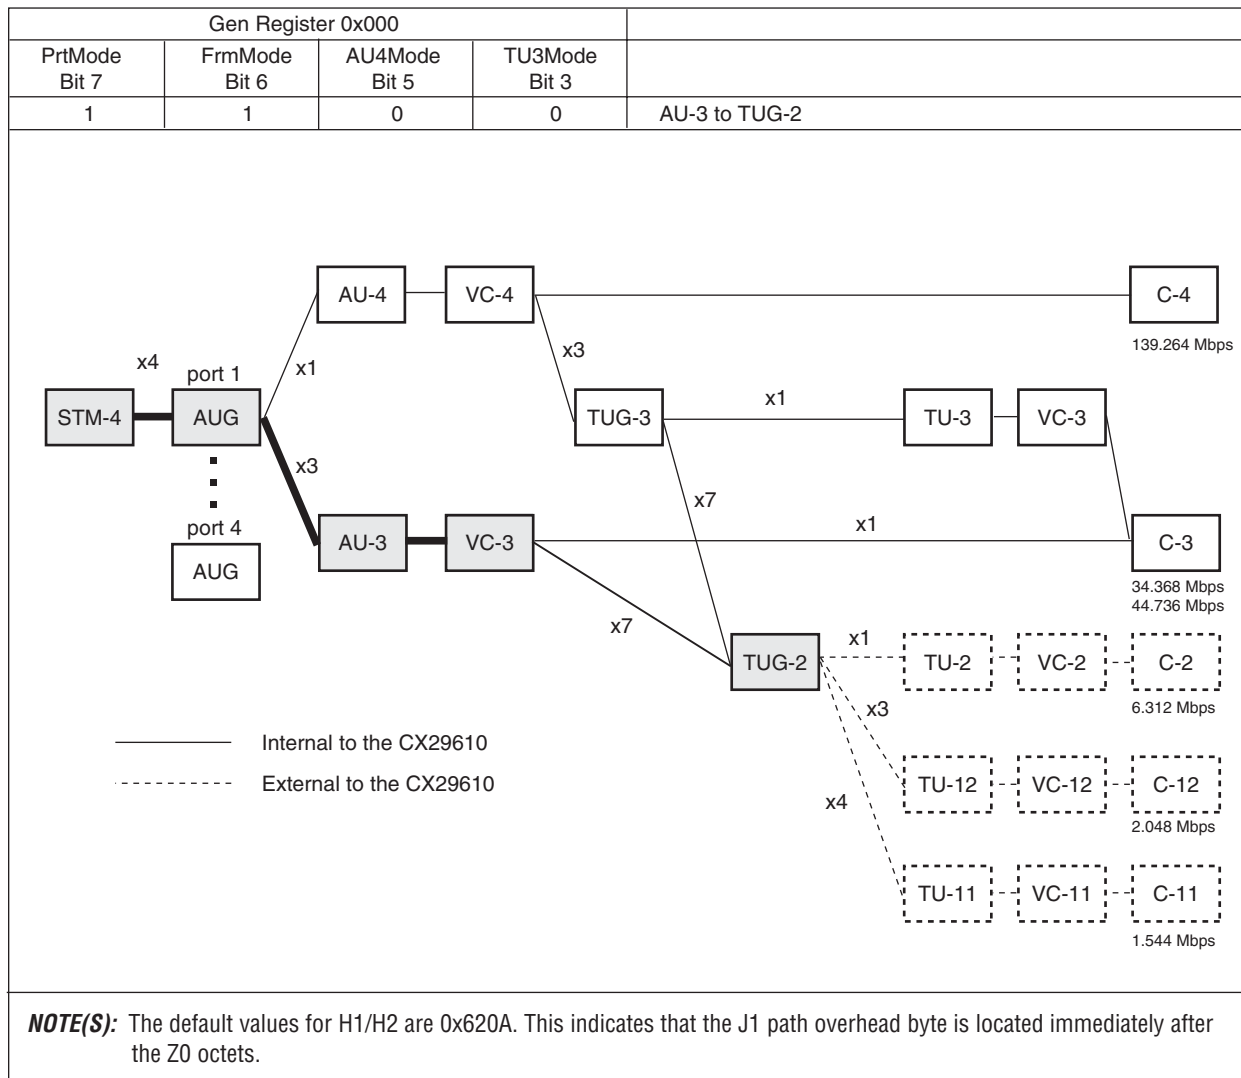 Gen Register 0x000
PrtMode Bit 7
FrmMode Bit 6
AU4Mode Bit 5
TU3Mode Bit 3
1 1 0 0 AU-3 to TUG-2
AU-4 VC-4 C-4
139.264 Mbps
x4
port 1
x1
x3
STM-4 AUG
TUG-3
x1
TU-3 VC-3
x3
x7
port 4
AU-3 VC-3
x1
C-3
34.368 Mbps
44.736 Mbps
AUG
x7
TUG-2
x1
TU-2 VC-2 C-2
6.312 Mbps
x3
Internal to the CX29610
External to the CX29610
TU-12 VC-12 C-12
2.048 Mbps
x4
TU-11 VC-11 C-11
1.544 Mbps
NOTE(S): The default values for H1/H2 are 0x620A. This indicates that the J1 path overhead byte is located immediately after
the Z0 octets.